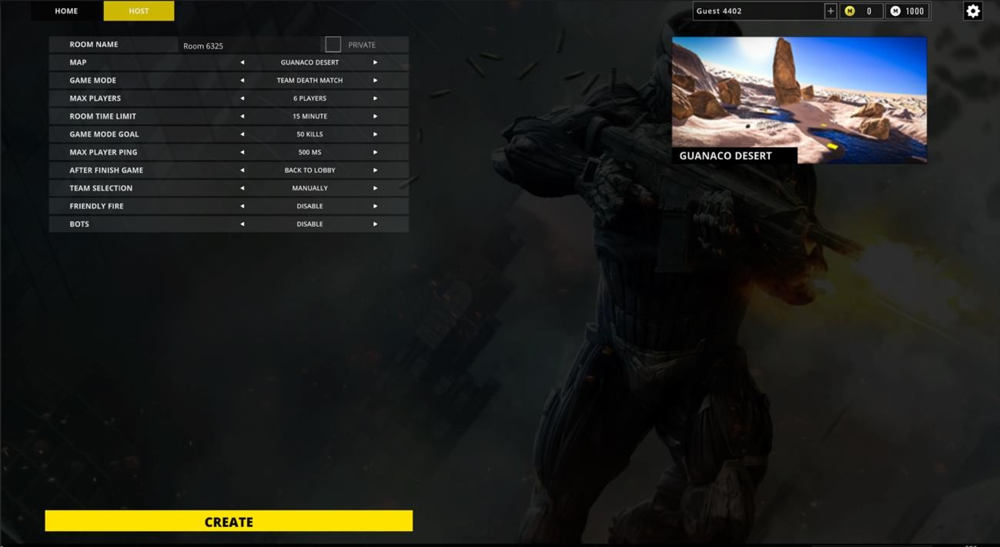 HOME HOST Guest 4402 + M 0 M 1000
ROOM NAME Room 6325 PRIVATE
MAP GUANACO DESERT
GAME MODE TEAM DEATH MATCH
MAX PLAYERS 6 PLAYERS
ROOM TIME LIMIT 15 MINUTE
GAME MODE GOAL 50 KILLS
MAX PLAYER PING 500 MS
AFTER FINISH GAME BACK TO LOBBY
TEAM SELECTION MANUALLY
FRIENDLY FIRE DISABLE
BOTS DISABLE
GUANACO DESERT
CREATE